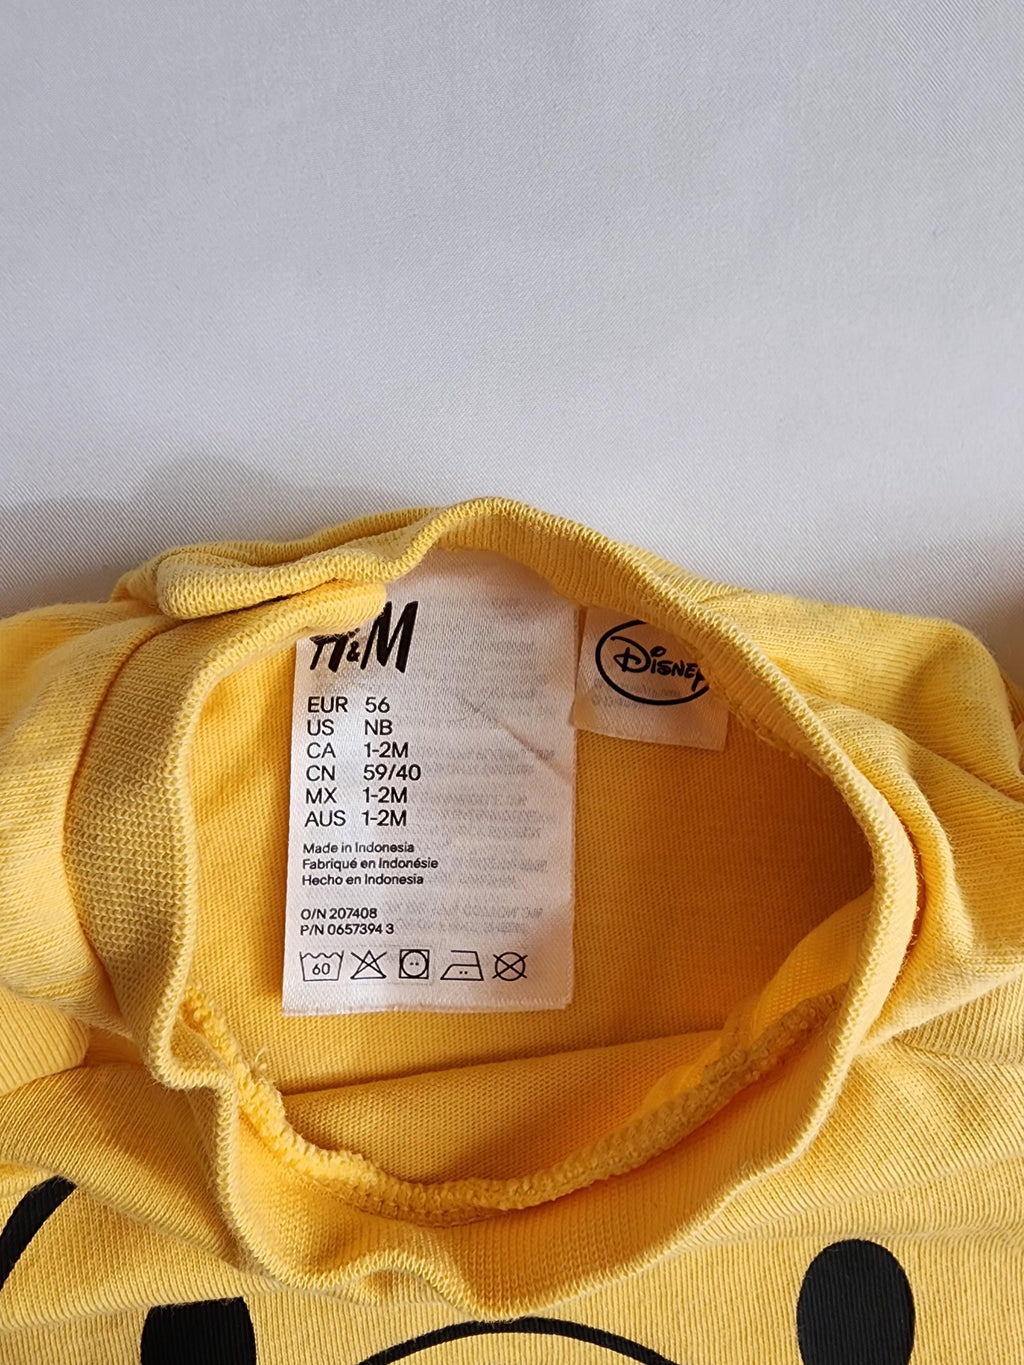 H&M
DISNEY
EUR 56
US NB
CA 1-2M
CN 59/40
MX 1-2M
AUS 1-2M
Made in Indonesia
Fabriqué en Indonésie
Hecho en Indonesia
O/N 207408
P/N 0657394 3
60